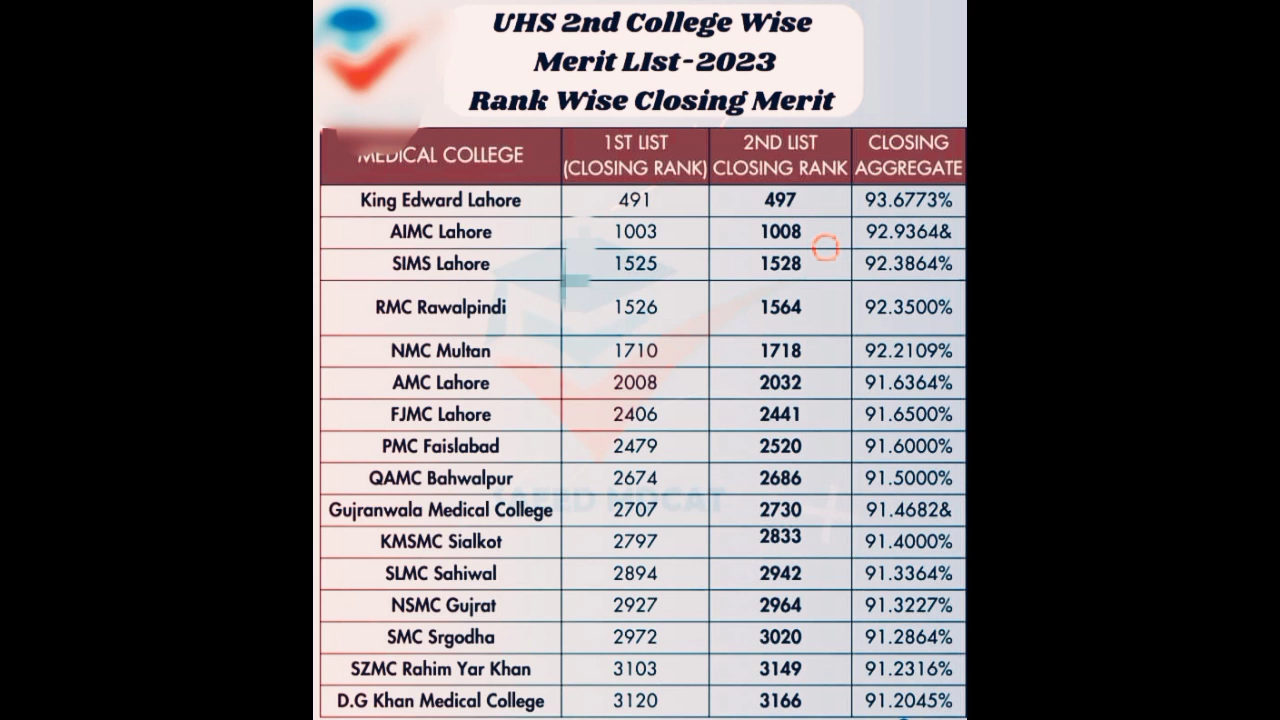 UHS 2nd College Wise
Merit LIst-2023
Rank Wise Closing Merit
MEDICAL COLLEGE 1ST LIST (CLOSING RANK) 2ND LIST CLOSING RANK CLOSING AGGREGATE
King Edward Lahore 491 497 93.6773%
AIMC Lahore 1003 1008 92.9364&
SIMS Lahore 1525 1528 92.3864%
RMC Rawalpindi 1526 1564 92.3500%
NMC Multan 1710 1718 92.2109%
AMC Lahore 2008 2032 91.6364%
FJMC Lahore 2406 2441 91.6500%
PMC Faislabad 2479 2520 91.6000%
QAMC Bahwalpur 2674 2686 91.5000%
Gujranwala Medical College 2707 2730 91.4682&
KMSMC Sialkot 2797 2833 91.4000%
SLMC Sahiwal 2894 2942 91.3364%
NSMC Gujrat 2927 2964 91.3227%
SMC Srgodha 2972 3020 91.2864%
SZMC Rahim Yar Khan 3103 3149 91.2316%
D.G Khan Medical College 3120 3166 91.2045%